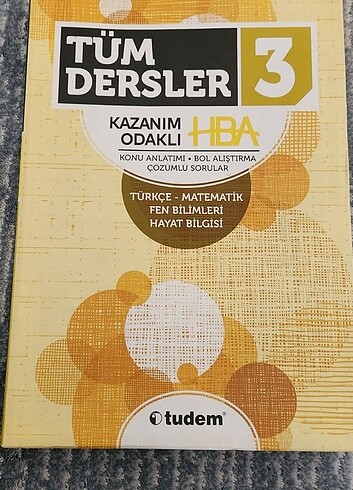 TÜM
DERSLER
3
KAZANIM
ODAKLI
HBA
KONU ANLATIMI • BOL ALIŞTIRMA
ÇÖZÜMLÜ SORULAR
TÜRKÇE - MATEMATİK
FEN BİLİMLERİ
HAYAT BİLGİSİ
tudem®